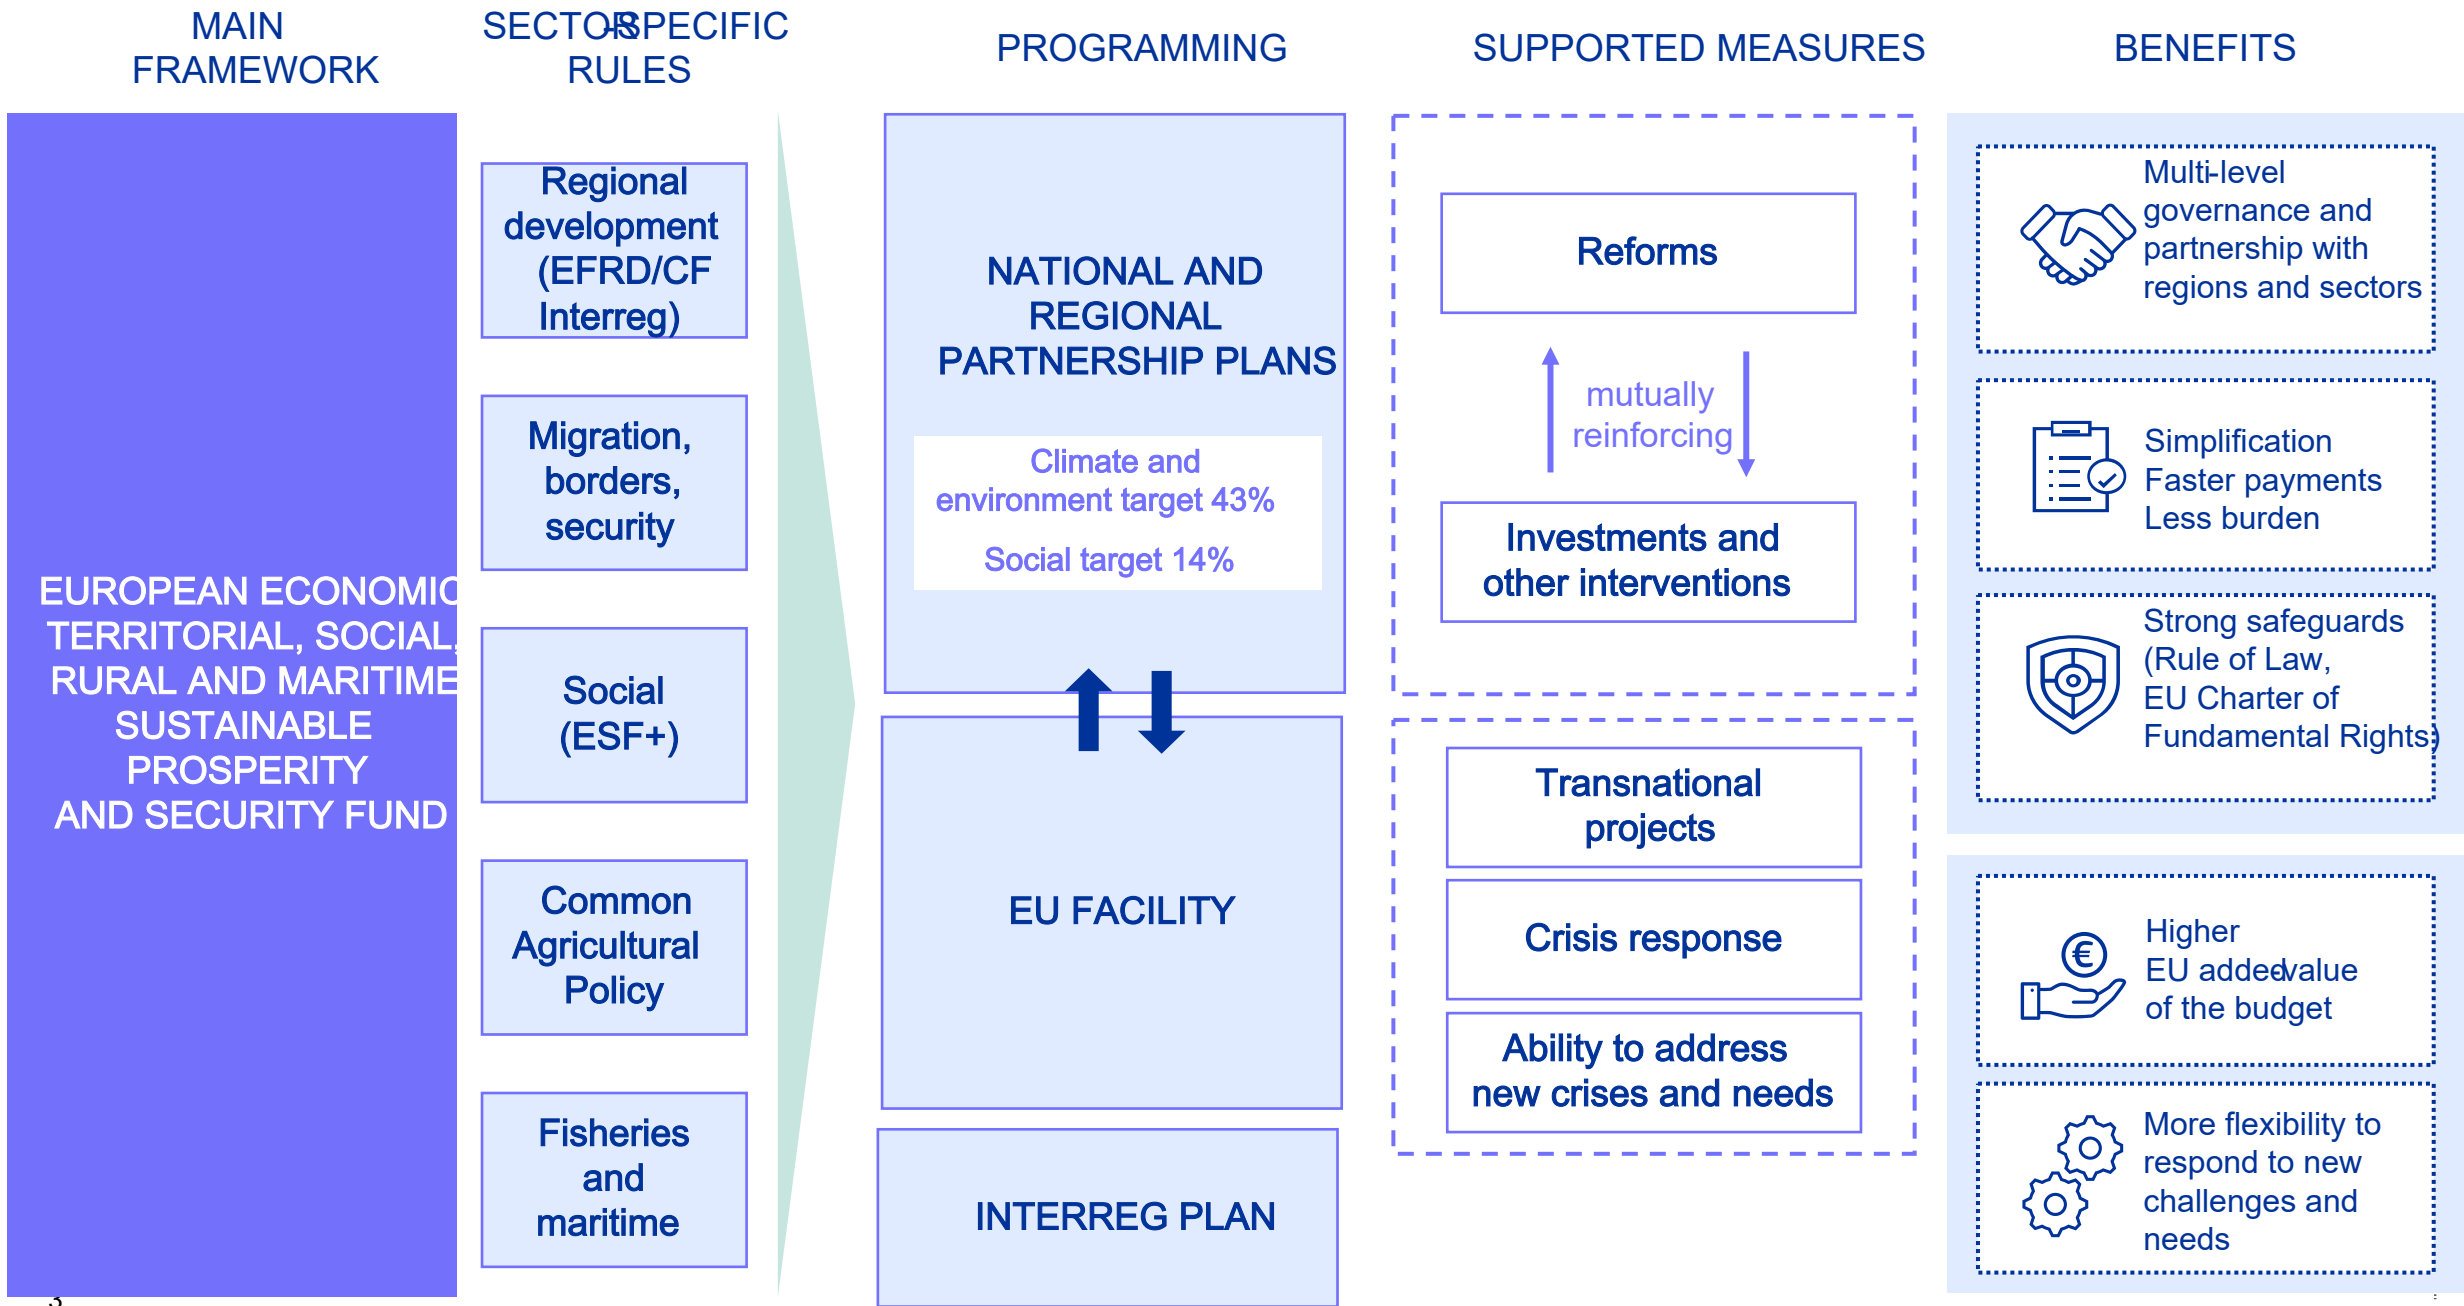 MAIN
FRAMEWORK
SECTOR-SPECIFIC
RULES
PROGRAMMING
SUPPORTED MEASURES
BENEFITS
EUROPEAN ECONOMIC
TERRITORIAL, SOCIAL,
RURAL AND MARITIME
SUSTAINABLE
PROSPERITY
AND SECURITY FUND
Regional
development
(EFRD/CF
Interreg)
Migration,
borders,
security
Social
(ESF+)
Common
Agricultural
Policy
Fisheries
and
maritime
NATIONAL AND
REGIONAL
PARTNERSHIP PLANS
Climate and
environment target 43%
Social target 14%
EU FACILITY
INTERREG PLAN
Reforms
mutually
reinforcing
Investments and
other interventions
Transnational
projects
Crisis response
Ability to address
new crises and needs
Multi-level
governance and
partnership with
regions and sectors
Simplification
Faster payments
Less burden
Strong safeguards
(Rule of Law,
EU Charter of
Fundamental Rights)
€
Higher
EU added-value
of the budget
More flexibility to
respond to new
challenges and
needs
3